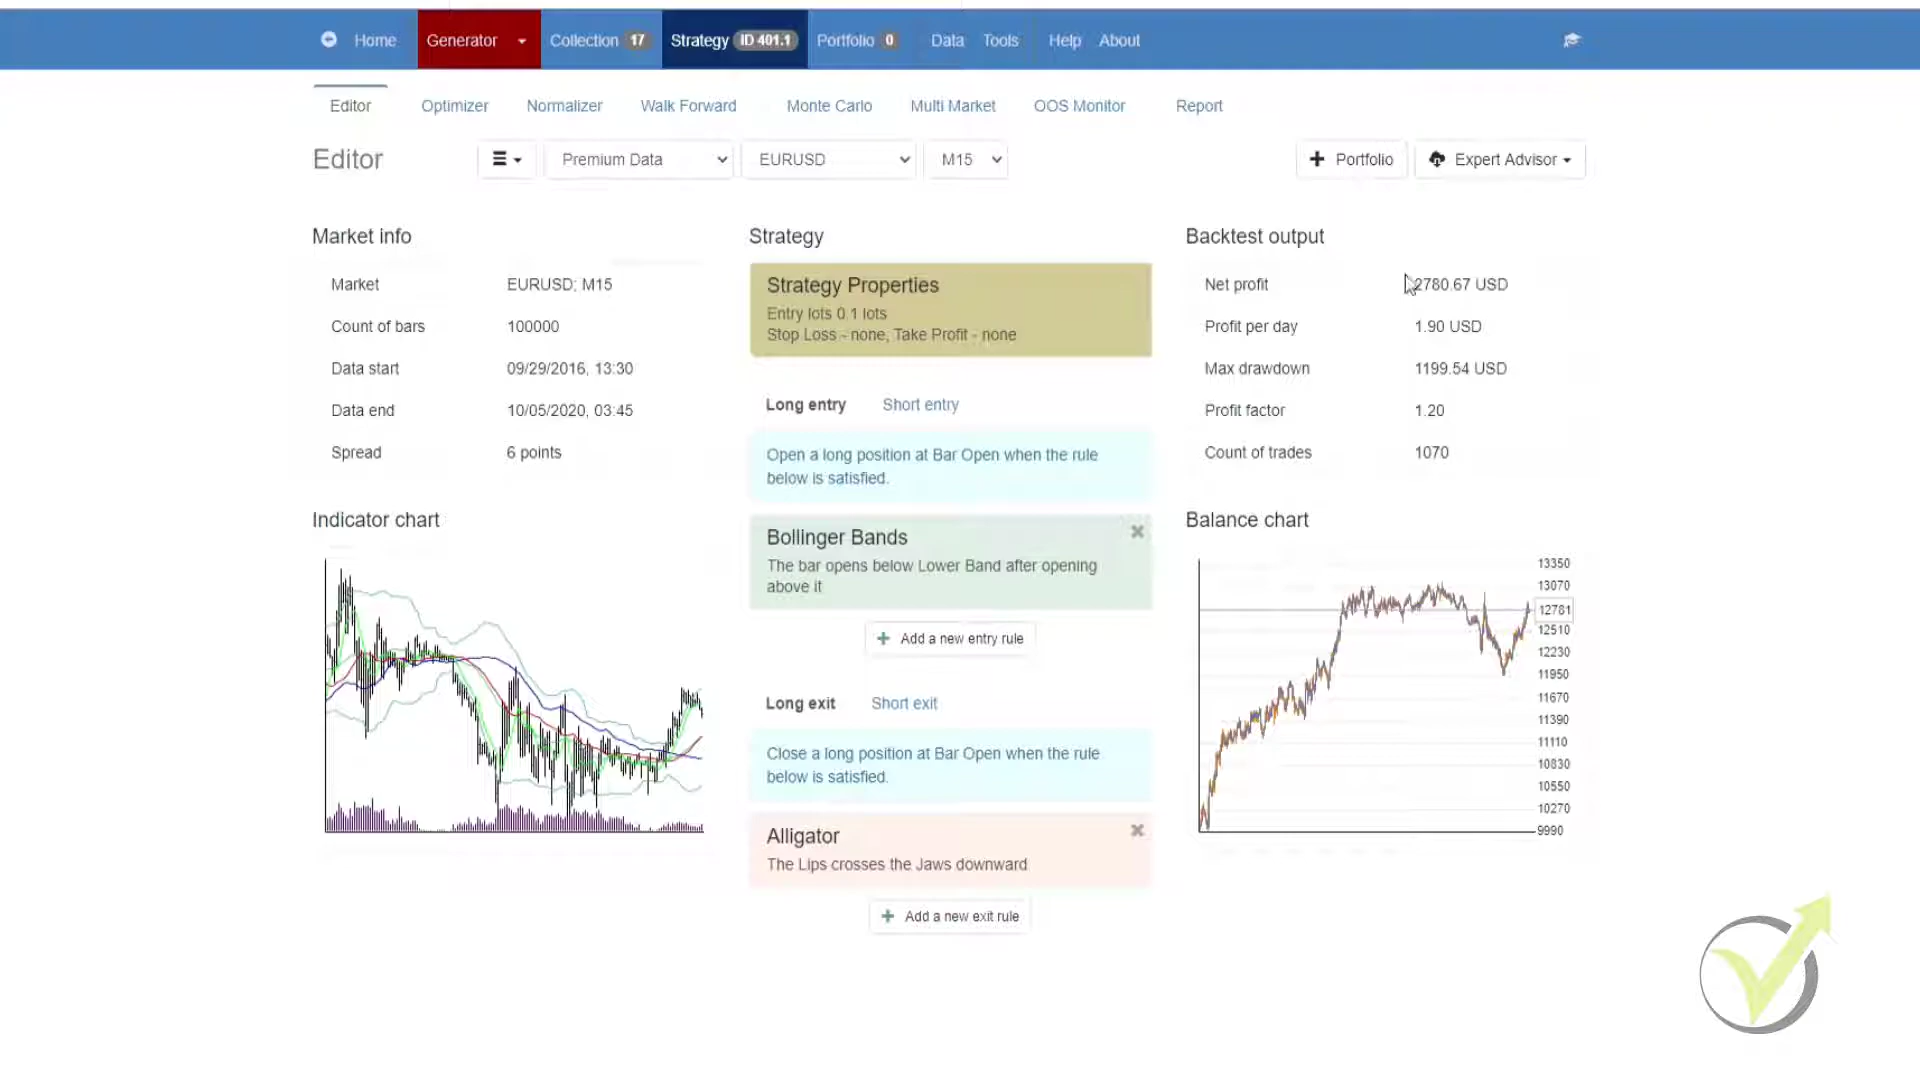 Home
Generator
Collection 17
Strategy ID 401.1
Portfolio 0
Data
Tools
Help
About
Editor
Optimizer
Normalizer
Walk Forward
Monte Carlo
Multi Market
OOS Monitor
Report
Editor
Premium Data
EURUSD
M15
+ Portfolio
Expert Advisor
Market info
Market EURUSD; M15
Count of bars 100000
Data start 09/29/2016, 13:30
Data end 10/05/2020, 03:45
Spread 6 points
Indicator chart
Strategy
Strategy Properties
Entry lots 0.1 lots
Stop Loss - none, Take Profit - none
Long entry Short entry
Open a long position at Bar Open when the rule
below is satisfied.
Bollinger Bands
The bar opens below Lower Band after opening
above it
+ Add a new entry rule
Long exit Short exit
Close a long position at Bar Open when the rule
below is satisfied.
Alligator
The Lips crosses the Jaws downward
+ Add a new exit rule
Backtest output
Net profit 2780.67 USD
Profit per day 1.90 USD
Max drawdown 1199.54 USD
Profit factor 1.20
Count of trades 1070
Balance chart
13350
13070
12781
12510
12230
11950
11670
11390
11110
10830
10550
10270
9990